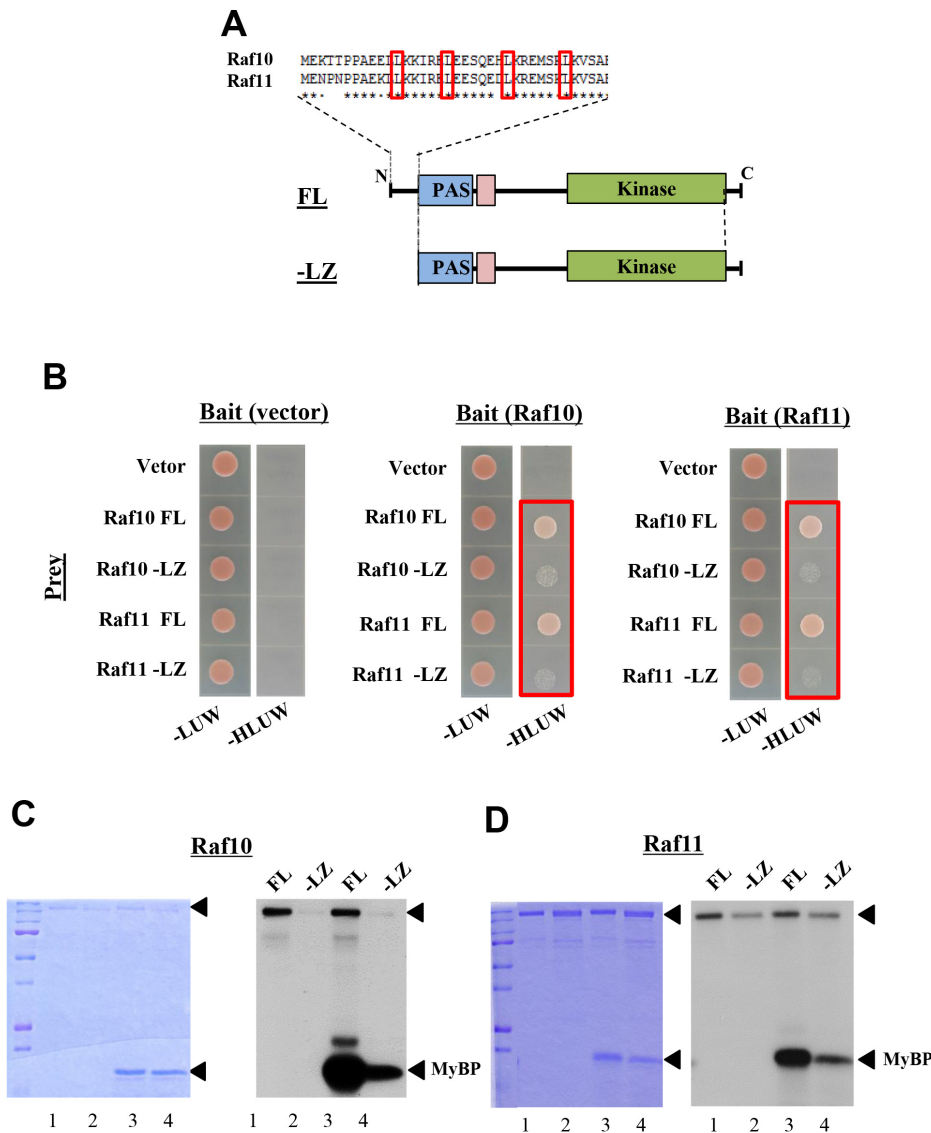 A
Raf10 MEKTTPPAEELLKKIRELEESQEHLKREMSRLKVSAE
Raf11 MENPNPPAEKLLKKIRELEESQEDLKREMSKLKVSAE
N
C
FL
PAS
Kinase
-LZ
PAS
Kinase
B
Bait (vector)
Bait (Raf10)
Bait (Raf11)
Prey
Vetor
Raf10 FL
Raf10 -LZ
Raf11 FL
Raf11 -LZ
-LUW
-HLUW
Vector
Raf10 FL
Raf10 -LZ
Raf11 FL
Raf11 -LZ
-LUW
-HLUW
Vector
Raf10 FL
Raf10 -LZ
Raf11 FL
Raf11 -LZ
-LUW
-HLUW
C
Raf10
FL -LZ FL -LZ
MyBP
1 2 3 4
1 2 3 4
D
Raf11
FL -LZ FL -LZ
MyBP
1 2 3 4
1 2 3 4